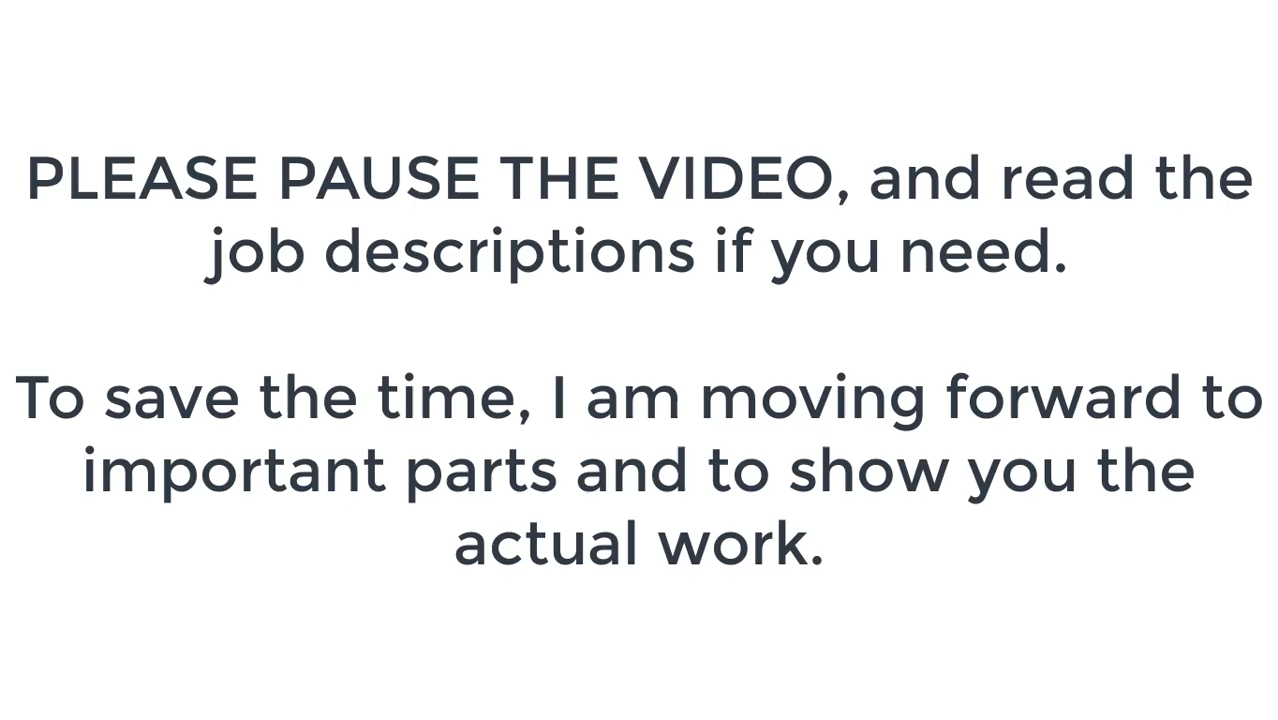 PLEASE PAUSE THE VIDEO, and read the
job descriptions if you need.
To save the time, I am moving forward to
important parts and to show you the
actual work.